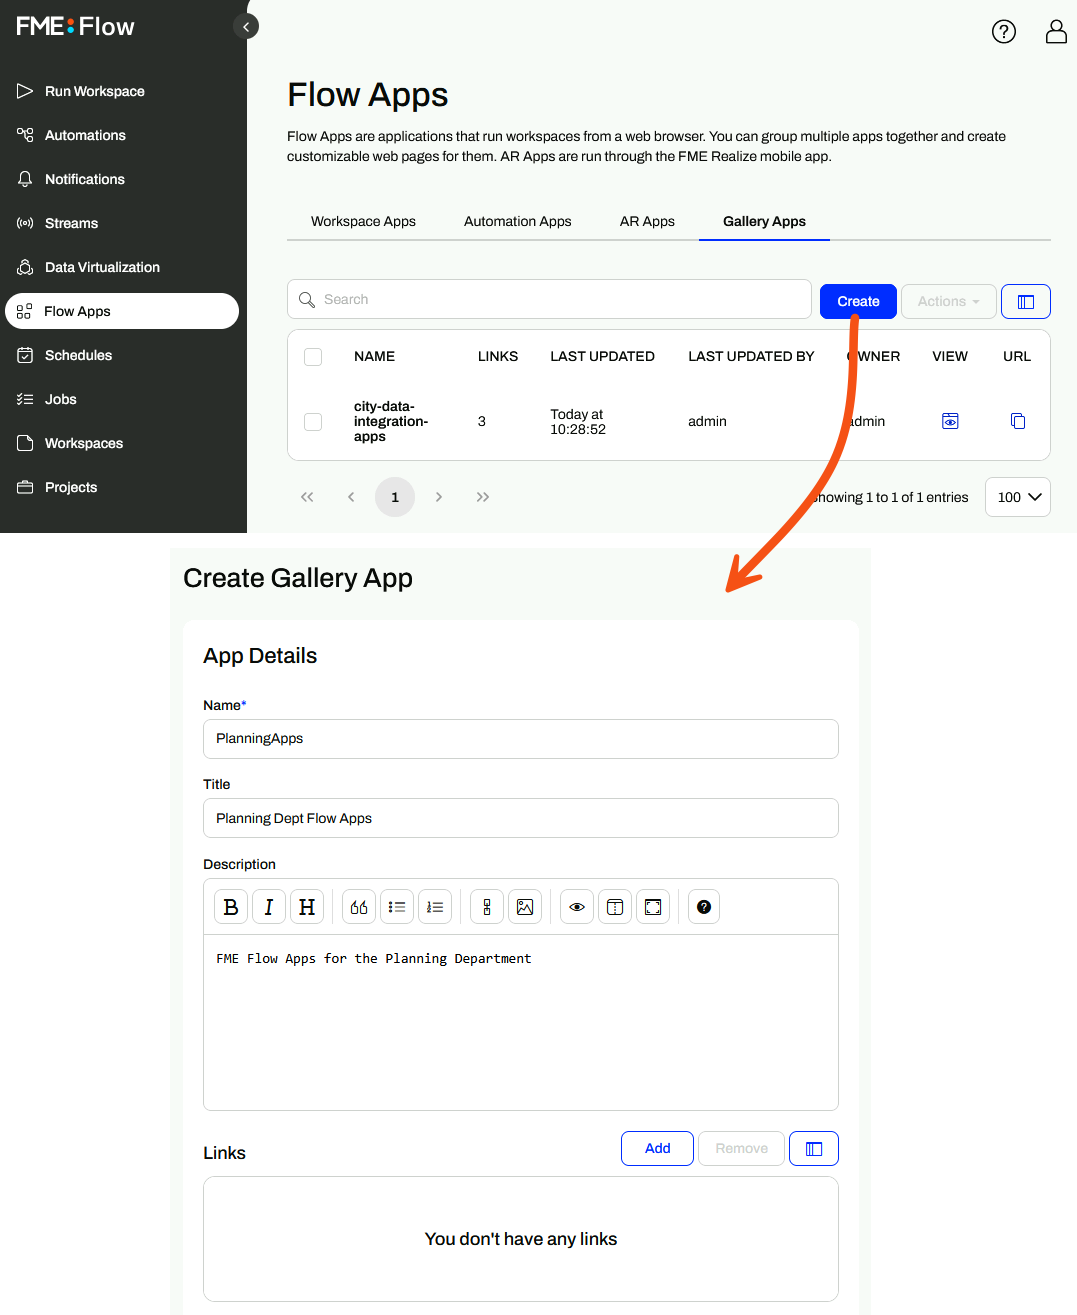 FME:Flow
Run Workspace
Automations
Notifications
Streams
Data Virtualization
Flow Apps
Schedules
Jobs
Workspaces
Projects
Flow Apps
Flow Apps are applications that run workspaces from a web browser. You can group multiple apps together and create
customizable web pages for them. AR Apps are run through the FME Realize mobile app.
Workspace Apps Automation Apps AR Apps Gallery Apps
Search Create Actions
NAME LINKS LAST UPDATED LAST UPDATED BY OWNER VIEW URL
city-data-
integration-
apps
3
Today at
10:28:52
admin
admin
1
Showing 1 to 1 of 1 entries
100
Create Gallery App
App Details
Name*
PlanningApps
Title
Planning Dept Flow Apps
Description
B I H
FME Flow Apps for the Planning Department
Links Add Remove
You don't have any links